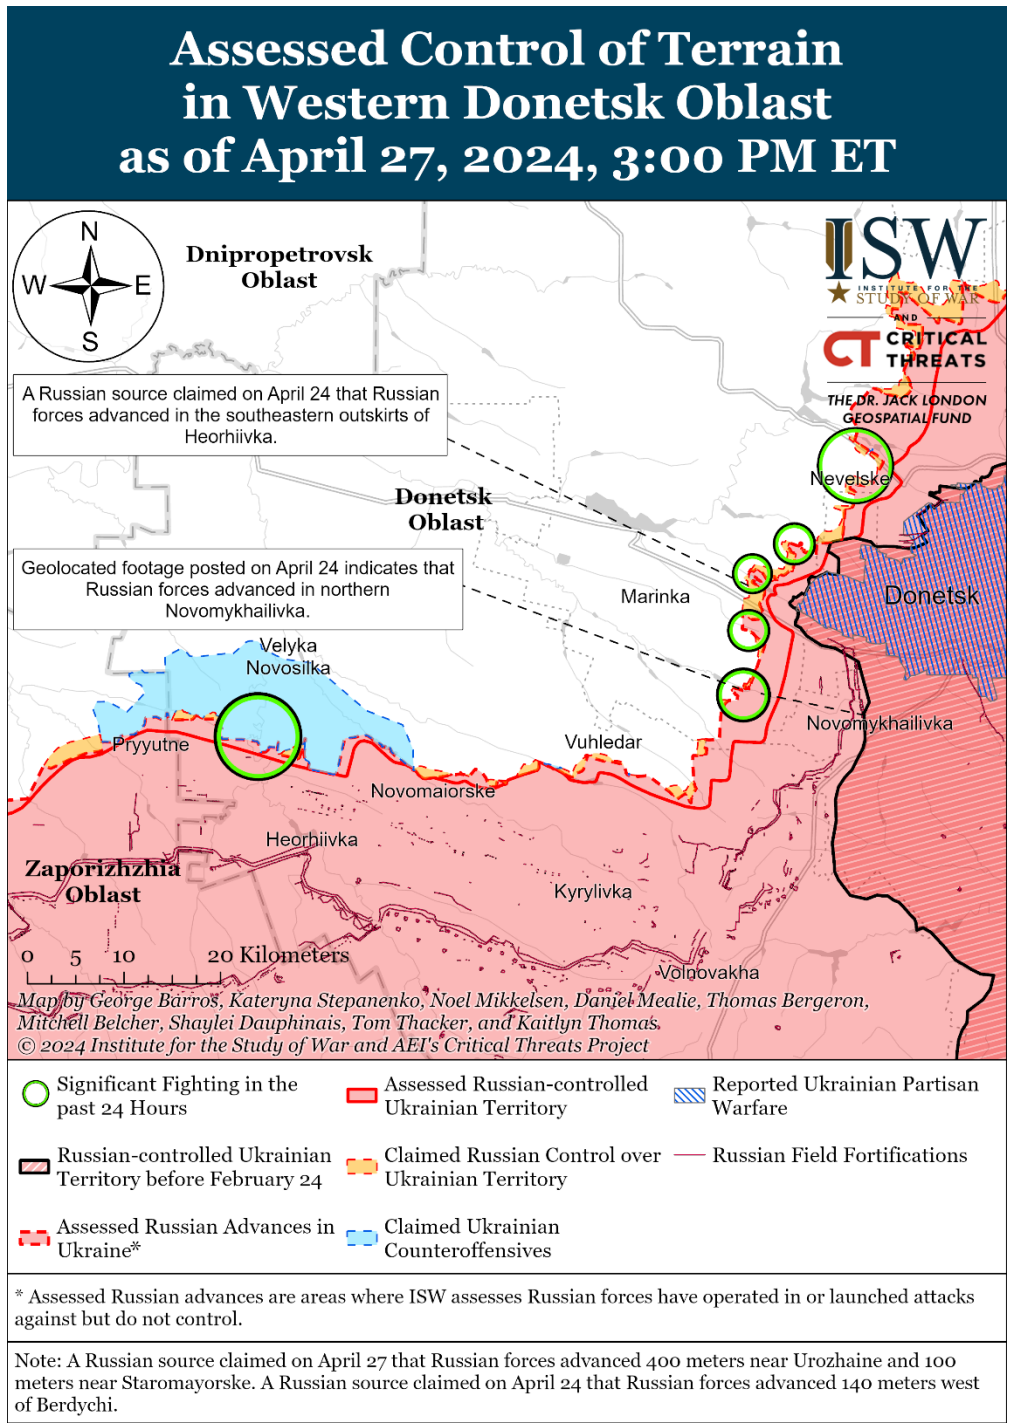 Assessed Control of Terrain
in Western Donetsk Oblast
as of April 27, 2024, 3:00 PM ET
N
W
E
S
Dnipropetrovsk
Oblast
ISW
INSTITUTE FOR THE
STUDY OF WAR
AND
CT CRITICAL
THREATS
THE DR. JACK LONDON
GEOSPATIAL FUND
A Russian source claimed on April 24 that Russian
forces advanced in the southeastern outskirts of
Heorhiivka.
Nevelske
Donetsk
Oblast
Geolocated footage posted on April 24 indicates that
Russian forces advanced in northern
Novomykhailivka.
Marinka
Donetsk
Velyka
Novosilka
Novomykhailivka
Pryyutne
Vuhledar
Novomaiorske
Heorhiivka
Zaporizhzhia
Oblast
Kyrylivka
Volnovakha
0 5 10 20 Kilometers
Map by George Barros, Kateryna Stepanenko, Noel Mikkelsen, Daniel Mealie, Thomas Bergeron,
Mitchell Belcher, Shaylei Dauphinais, Tom Thacker, and Kaitlyn Thomas.
© 2024 Institute for the Study of War and AEI's Critical Threats Project
Significant Fighting in the
past 24 Hours
Russian-controlled Ukrainian
Territory before February 24
Assessed Russian Advances in
Ukraine*
Assessed Russian-controlled
Ukrainian Territory
Claimed Russian Control over
Ukrainian Territory
Claimed Ukrainian
Counteroffensives
Reported Ukrainian Partisan
Warfare
Russian Field Fortifications
* Assessed Russian advances are areas where ISW assesses Russian forces have operated in or launched attacks
against but do not control.
Note: A Russian source claimed on April 27 that Russian forces advanced 400 meters near Urozhaine and 100
meters near Staromayorske. A Russian source claimed on April 24 that Russian forces advanced 140 meters west
of Berdychi.